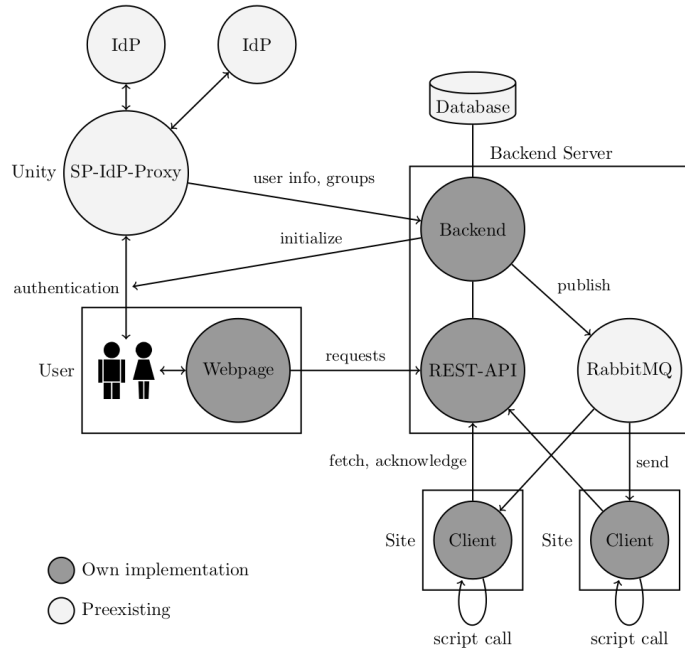 IdP
IdP
Database
Backend Server
Unity
SP-IdP-Proxy
user info, groups
Backend
initialize
authentication
publish
User
Webpage
requests
REST-API
RabbitMQ
fetch, acknowledge
send
Site
Client
Site
Client
Own implementation
Preexisting
script call
script call